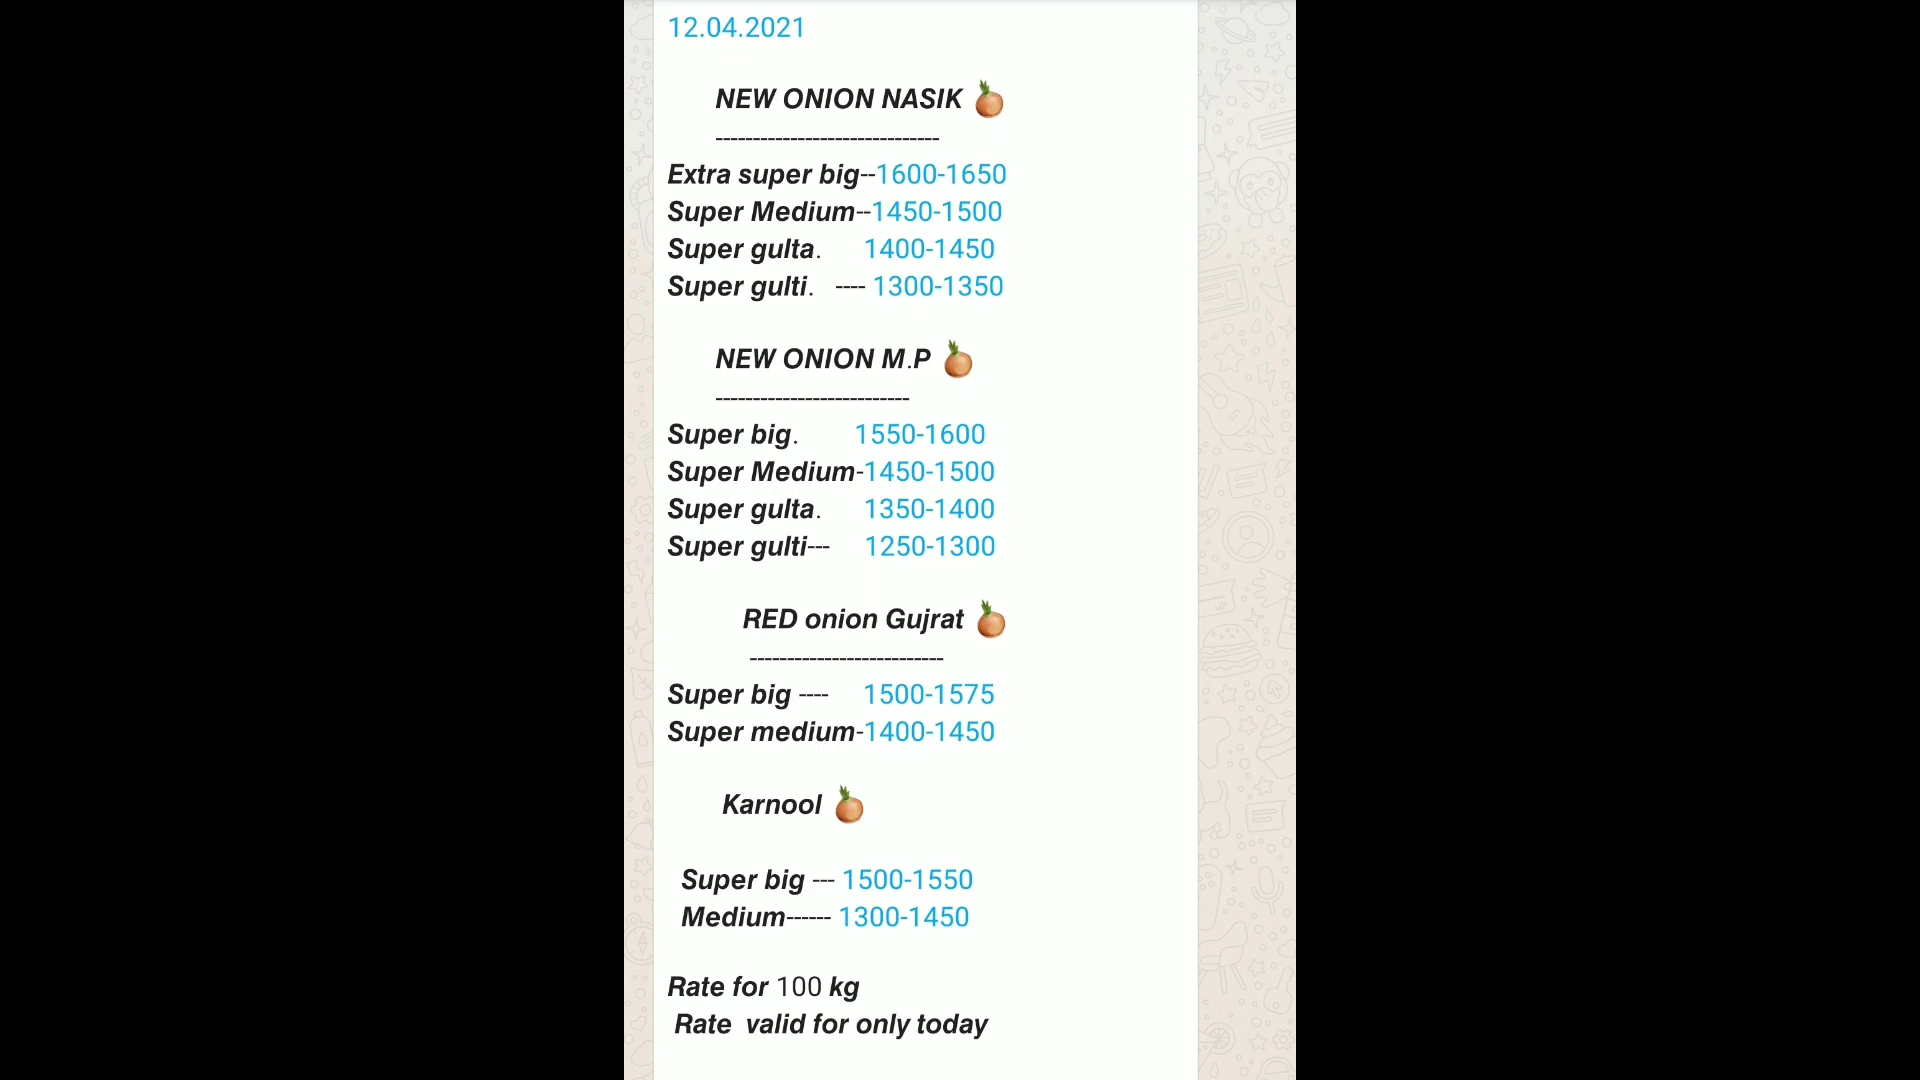 12.04.2021
NEW ONION NASIK 🧅
------------------------------
Extra super big--1600-1650
Super Medium--1450-1500
Super gulta. 1400-1450
Super gulti. ---- 1300-1350
NEW ONION M.P 🧅
--------------------------
Super big. 1550-1600
Super Medium-1450-1500
Super gulta. 1350-1400
Super gulti--- 1250-1300
RED onion Gujrat 🧅
--------------------------
Super big ---- 1500-1575
Super medium-1400-1450
Karnool 🧅
Super big --- 1500-1550
Medium------ 1300-1450
Rate for 100 kg
Rate valid for only today